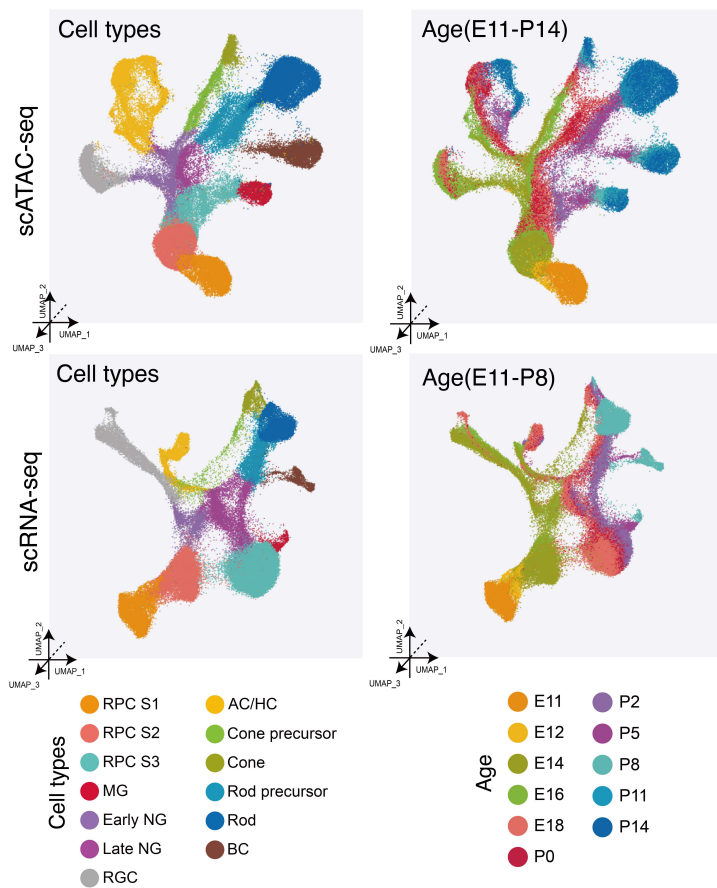 Cell types
Age(E11-P14)
scATAC-seq
UMAP_2
UMAP_1
UMAP_3
UMAP_2
UMAP_1
UMAP_3
Cell types
Age(E11-P8)
scRNA-seq
UMAP_2
UMAP_1
UMAP_3
UMAP_2
UMAP_1
UMAP_3
Cell types
RPC S1
RPC S2
RPC S3
MG
Early NG
Late NG
RGC
AC/HC
Cone precursor
Cone
Rod precursor
Rod
BC
Age
E11
E12
E14
E16
E18
P0
P2
P5
P8
P11
P14